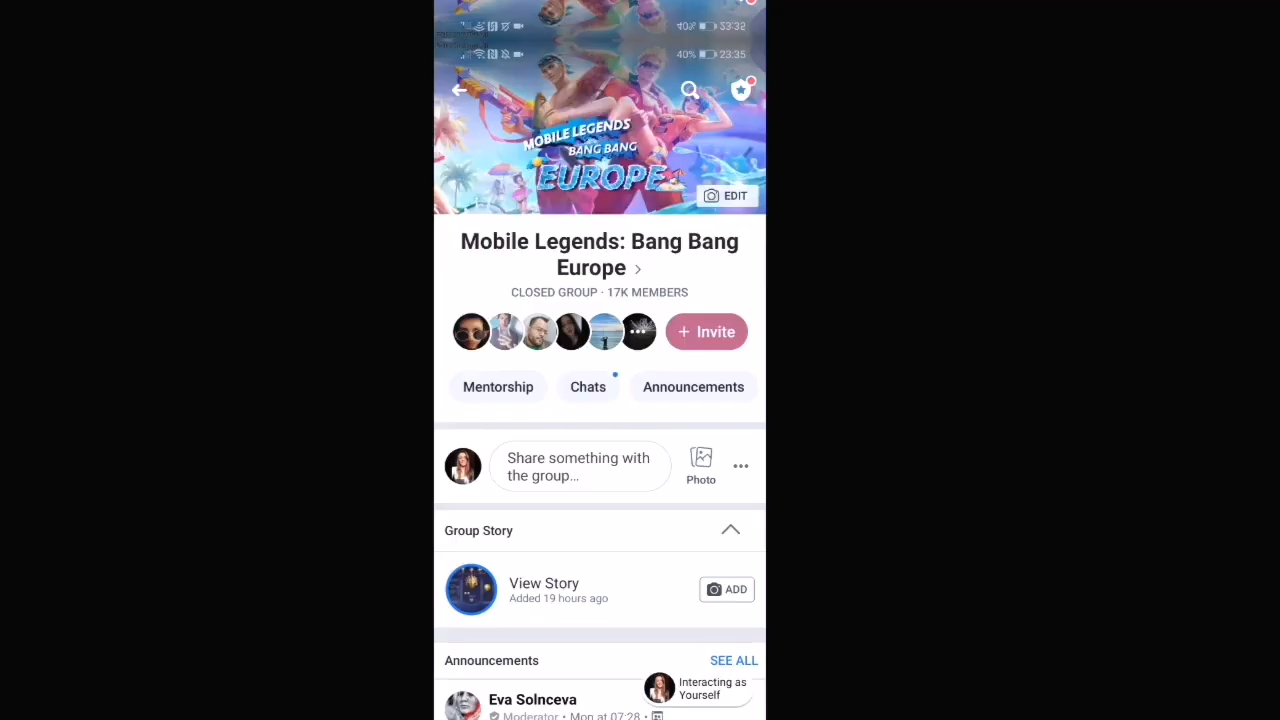 40% 23:35
MOBILE LEGENDS
BANG BANG
EUROPE
EDIT
Mobile Legends: Bang Bang
Europe
CLOSED GROUP · 17K MEMBERS
+ Invite
Mentorship
Chats
Announcements
Share something with
the group...
Photo
Group Story
View Story
Added 19 hours ago
ADD
Announcements
SEE ALL
Interacting as
Yourself
Eva Solnceva
Moderator • Mon at 07:28 •